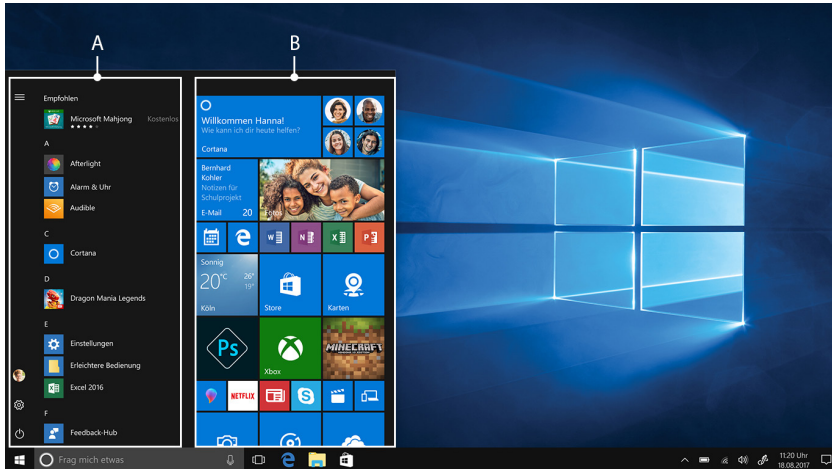 A
B
Empfohlen
Microsoft Mahjong Kostenlos
A
Afterlight
Alarm & Uhr
Audible
C
Cortana
D
Dragon Mania Legends
E
Einstellungen
Erleichtere Bedienung
Excel 2016
F
Feedback-Hub
Willkommen Hanna!
Wie kann ich dir heute helfen?
Cortana
Bernhard
Kohler
Notizen für
Schulprojekt
E-Mail 20
Fotos
W N X P
Sonnig
20°C 26°
19°
Köln
Store
Karten
Ps
Xbox
MINECRAFT
NETFLIX
S
Frag mich etwas
11:20 Uhr
18.08.2017